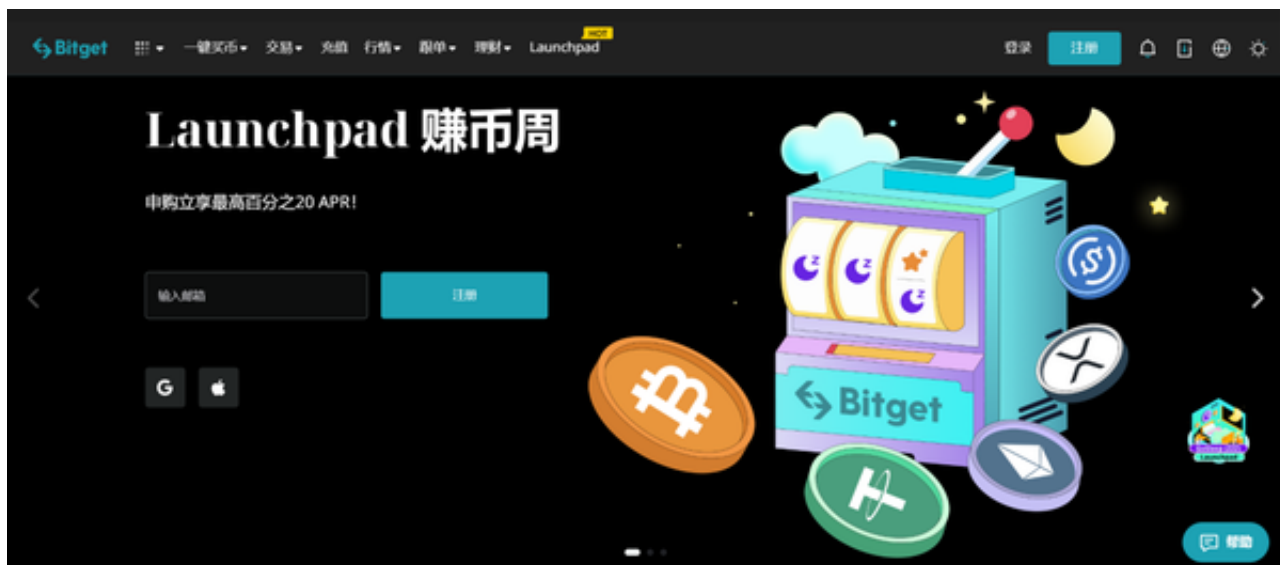 Bitget 一键买币 交易 充值 行情 跟单 理财 Launchpad HOT 登录 注册
Launchpad 赚币周
申购立享最高百分之20 APR!
输入邮箱 注册
G
Bitget
帮助